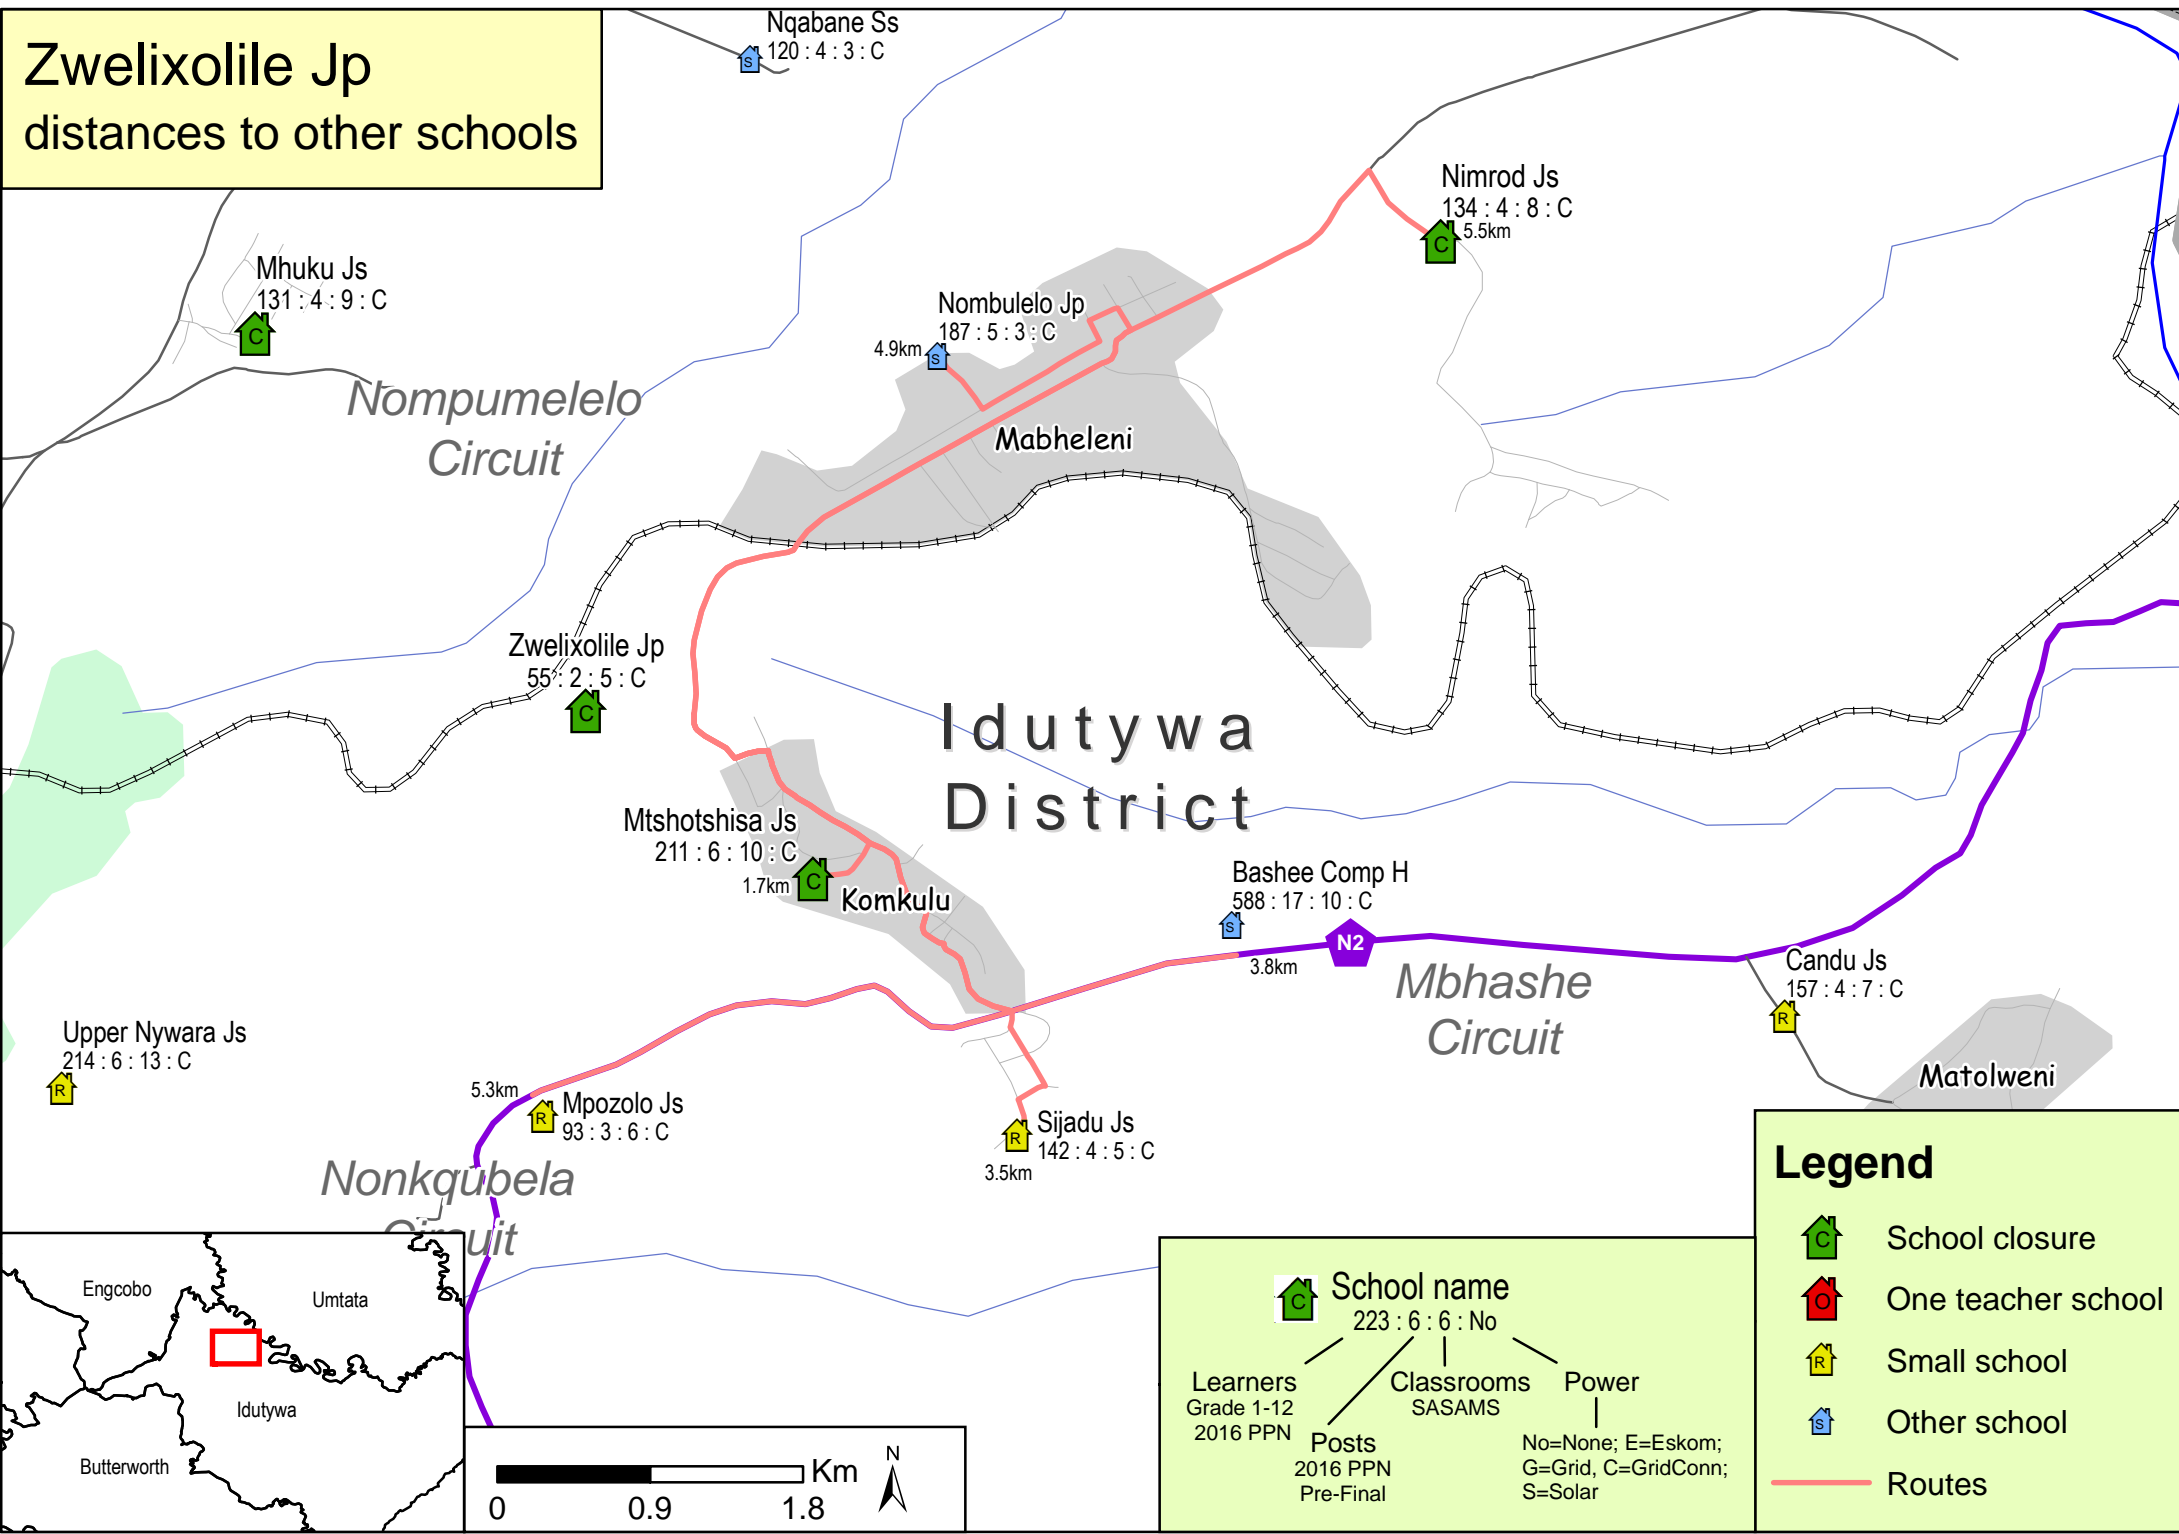 Zwelixolile Jp
distances to other schools
Nqabane Ss
120 : 4 : 3 : C
S
Nimrod Js
134 : 4 : 8 : C
C
5.5km
Mhuku Js
131 : 4 : 9 : C
C
Nombulelo Jp
187 : 5 : 3 : C
4.9km
S
Nompumelelo
Circuit
Mabheleni
Zwelixolile Jp
55 : 2 : 5 : C
C
Idutywa
District
Mtshotshisa Js
211 : 6 : 10 : C
1.7km
C
Komkulu
Bashee Comp H
588 : 17 : 10 : C
S
N2
3.8km
Mbhashe
Circuit
Candu Js
157 : 4 : 7 : C
R
Matolweni
Upper Nywara Js
214 : 6 : 13 : C
R
5.3km
Mpozolo Js
93 : 3 : 6 : C
R
Sijadu Js
142 : 4 : 5 : C
R
3.5km
Nonkqubela
Circuit
Engcobo
Umtata
Idutywa
Butterworth
Km
0 0.9 1.8
N
C
School name
223 : 6 : 6 : No
Learners
Grade 1-12
2016 PPN
Posts
2016 PPN
Pre-Final
Classrooms
SASAMS
Power
No=None; E=Eskom;
G=Grid, C=GridConn;
S=Solar
Legend
C School closure
O One teacher school
R Small school
S Other school
Routes